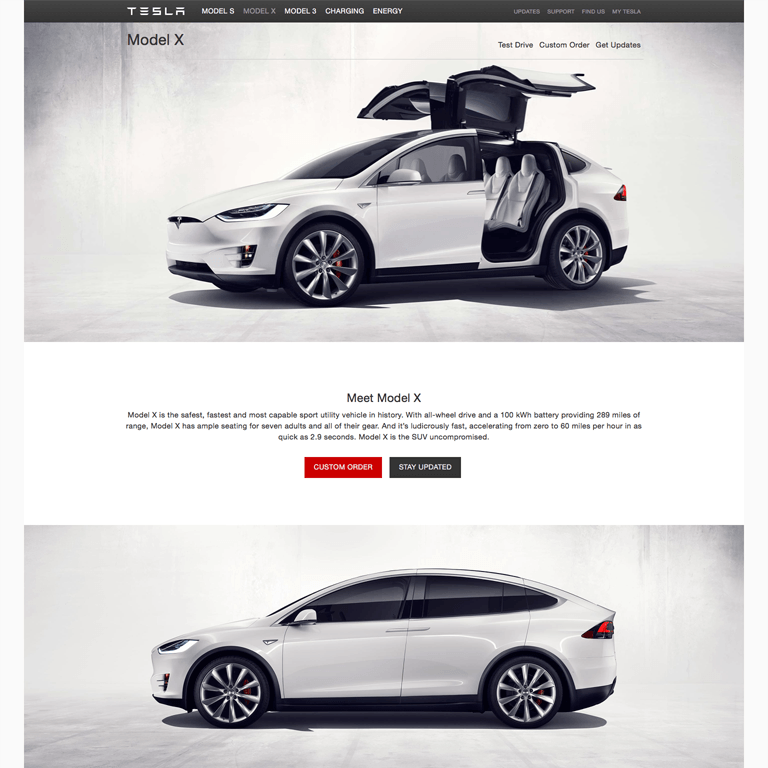 TESLA MODEL S MODEL X MODEL 3 CHARGING ENERGY UPDATES SUPPORT FIND US MY TESLA
Model X
Test Drive Custom Order Get Updates
Meet Model X
Model X is the safest, fastest and most capable sport utility vehicle in history. With all-wheel drive and a 100 kWh battery providing 289 miles of
range, Model X has ample seating for seven adults and all of their gear. And it's ludicrously fast, accelerating from zero to 60 miles per hour in as
quick as 2.9 seconds. Model X is the SUV uncompromised.
CUSTOM ORDER STAY UPDATED